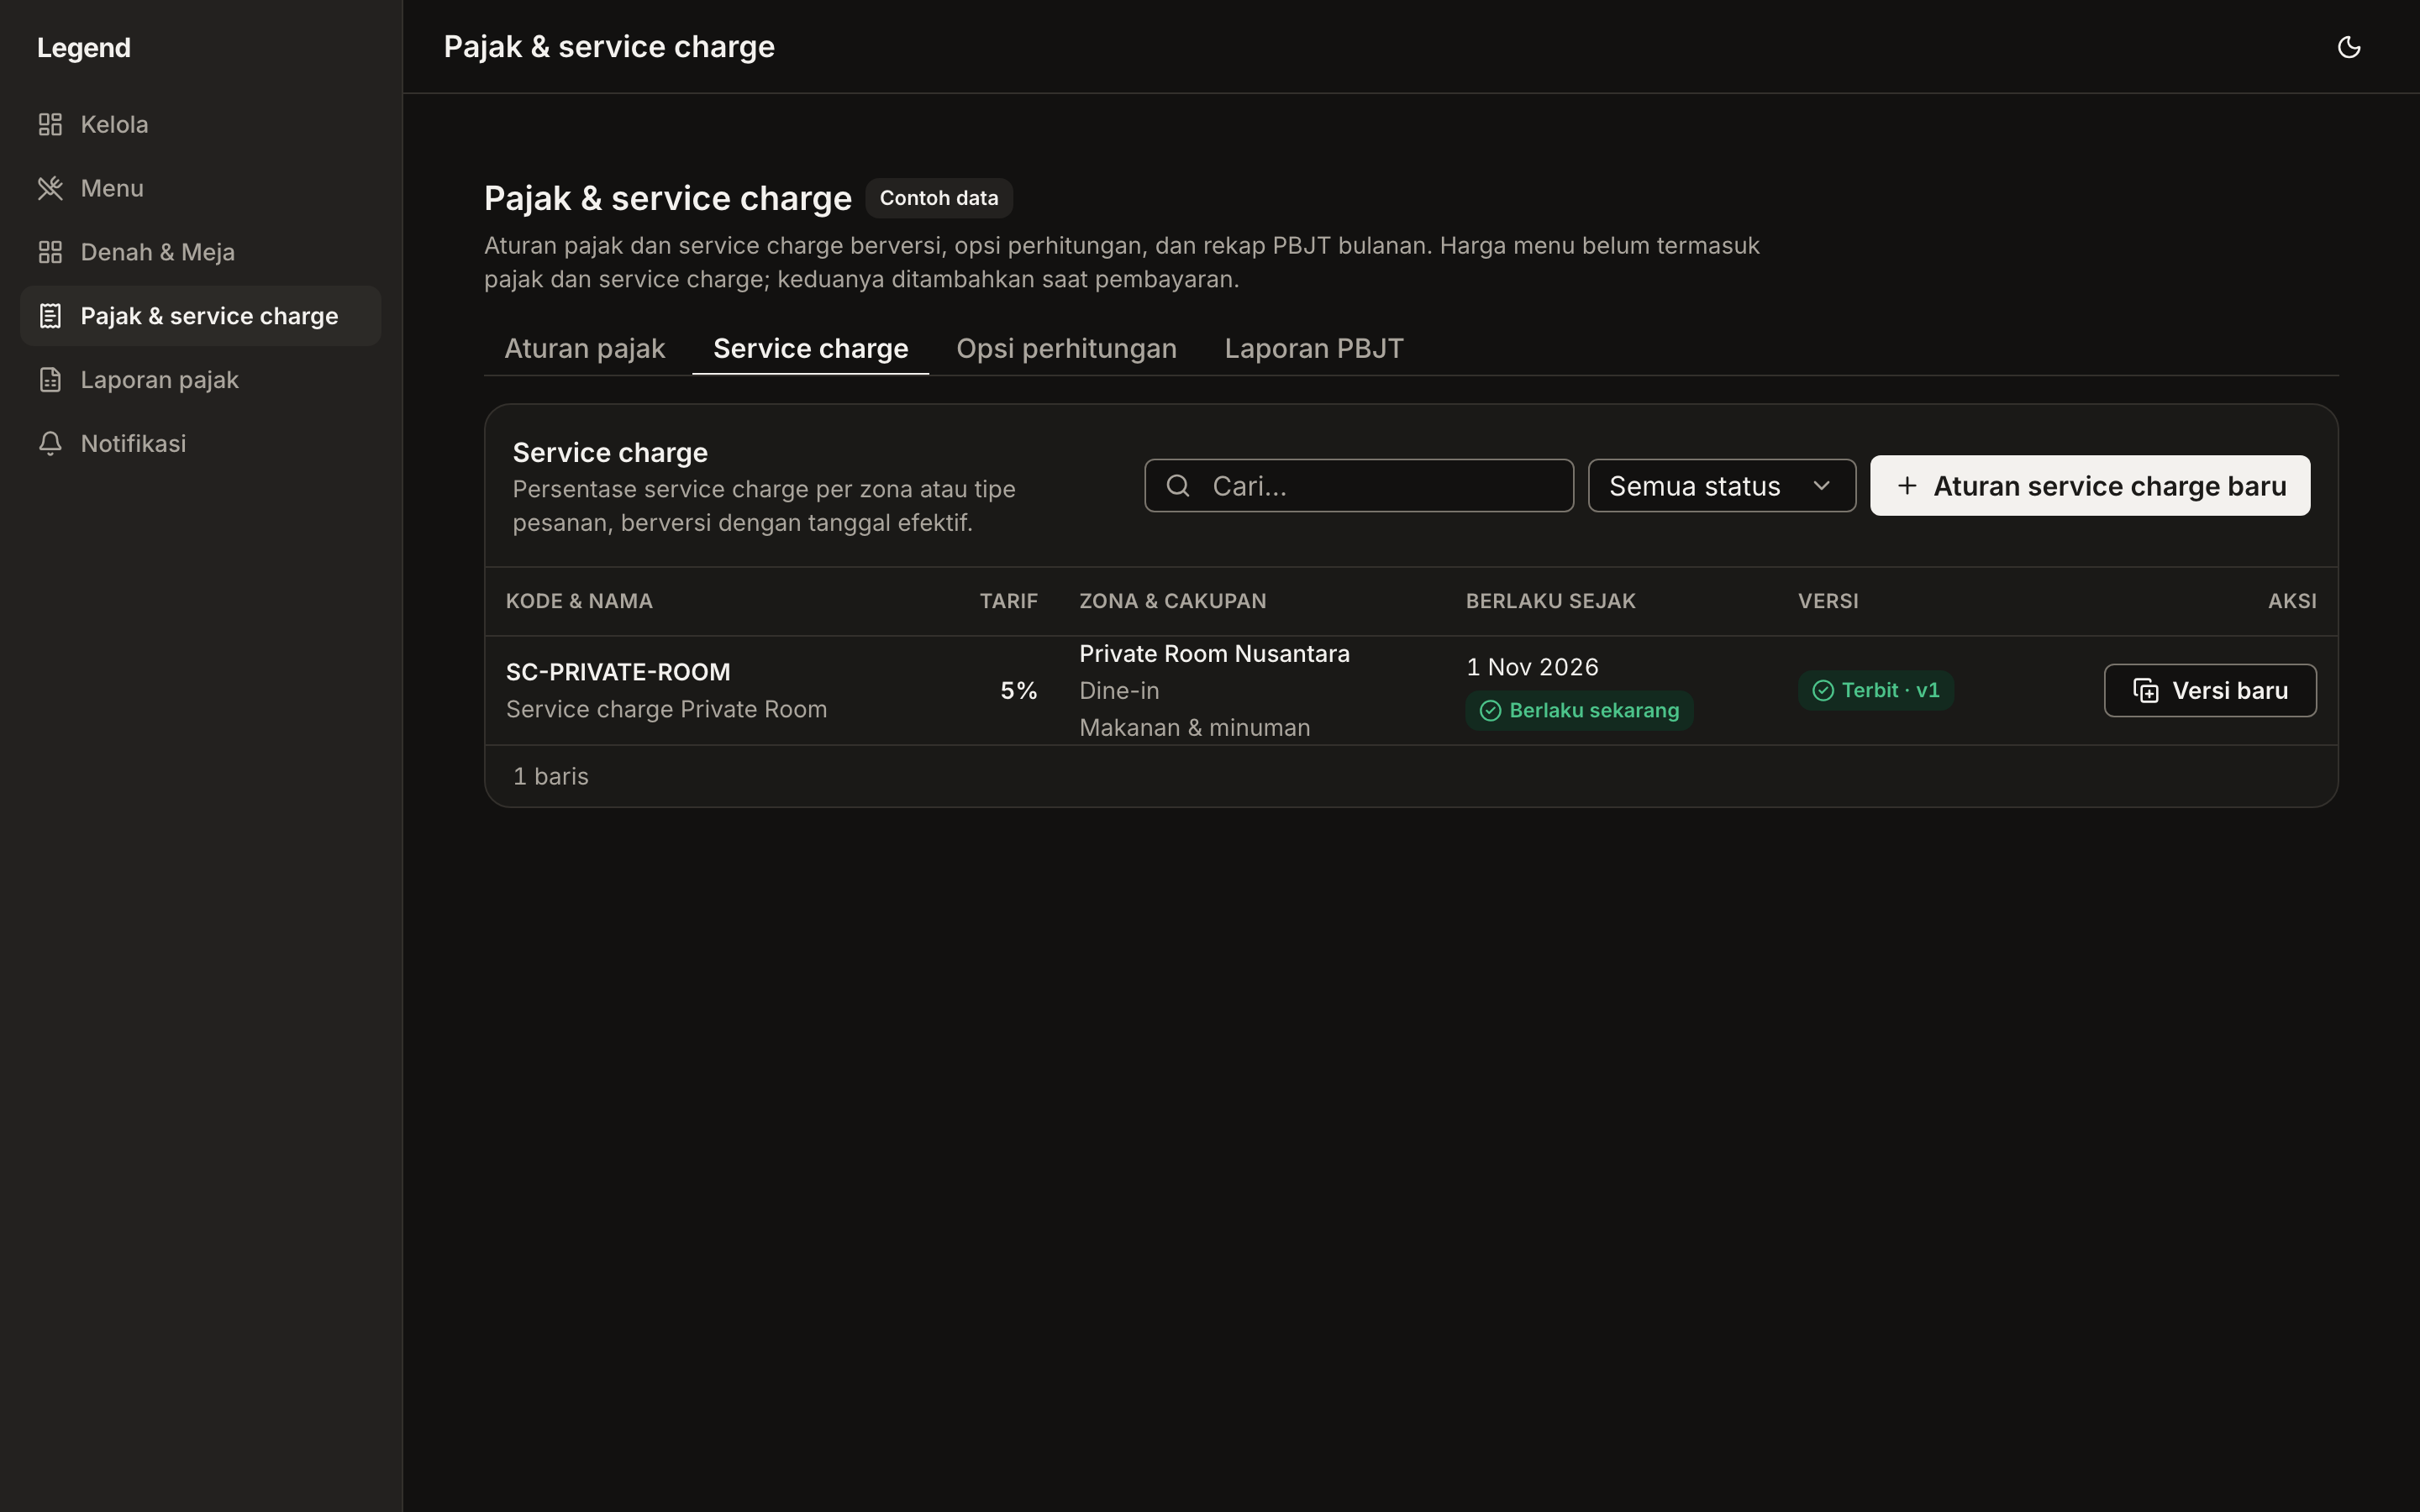 Legend
Kelola
Menu
Denah & Meja
Pajak & service charge
Laporan pajak
Notifikasi
Pajak & service charge
Pajak & service charge
Contoh data
Aturan pajak dan service charge berversi, opsi perhitungan, dan rekap PBJT bulanan. Harga menu belum termasuk
pajak dan service charge; keduanya ditambahkan saat pembayaran.
Aturan pajak
Service charge
Opsi perhitungan
Laporan PBJT
Service charge
Persentase service charge per zona atau tipe
pesanan, berversi dengan tanggal efektif.
Cari...
Semua status
Aturan service charge baru
KODE & NAMA
TARIF
ZONA & CAKUPAN
BERLAKU SEJAK
VERSI
AKSI
SC-PRIVATE-ROOM
Service charge Private Room
5%
Private Room Nusantara
Dine-in
Makanan & minuman
1 Nov 2026
Berlaku sekarang
Terbit · v1
Versi baru
1 baris